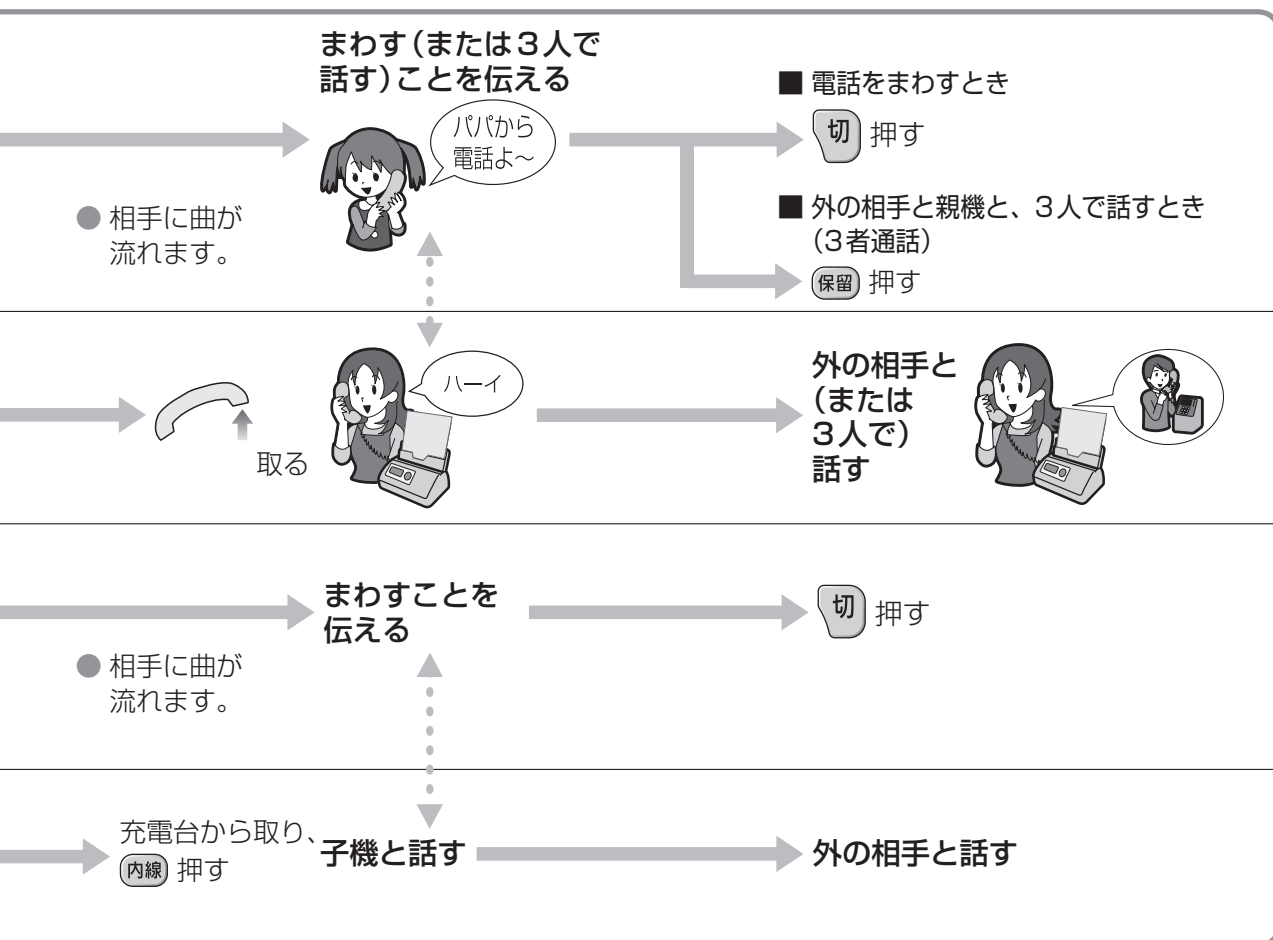 まわす（または３人で
話す）ことを伝える
パパから
電話よ～
● 相手に曲が
流れます。
■ 電話をまわすとき
切 押す
■ 外の相手と親機と、３人で話すとき
（３者通話）
保留 押す
取る
ハーイ
外の相手と
（または
３人で）
話す
まわすことを
伝える
● 相手に曲が
流れます。
切 押す
充電台から取り、
内線 押す
子機と話す
外の相手と話す